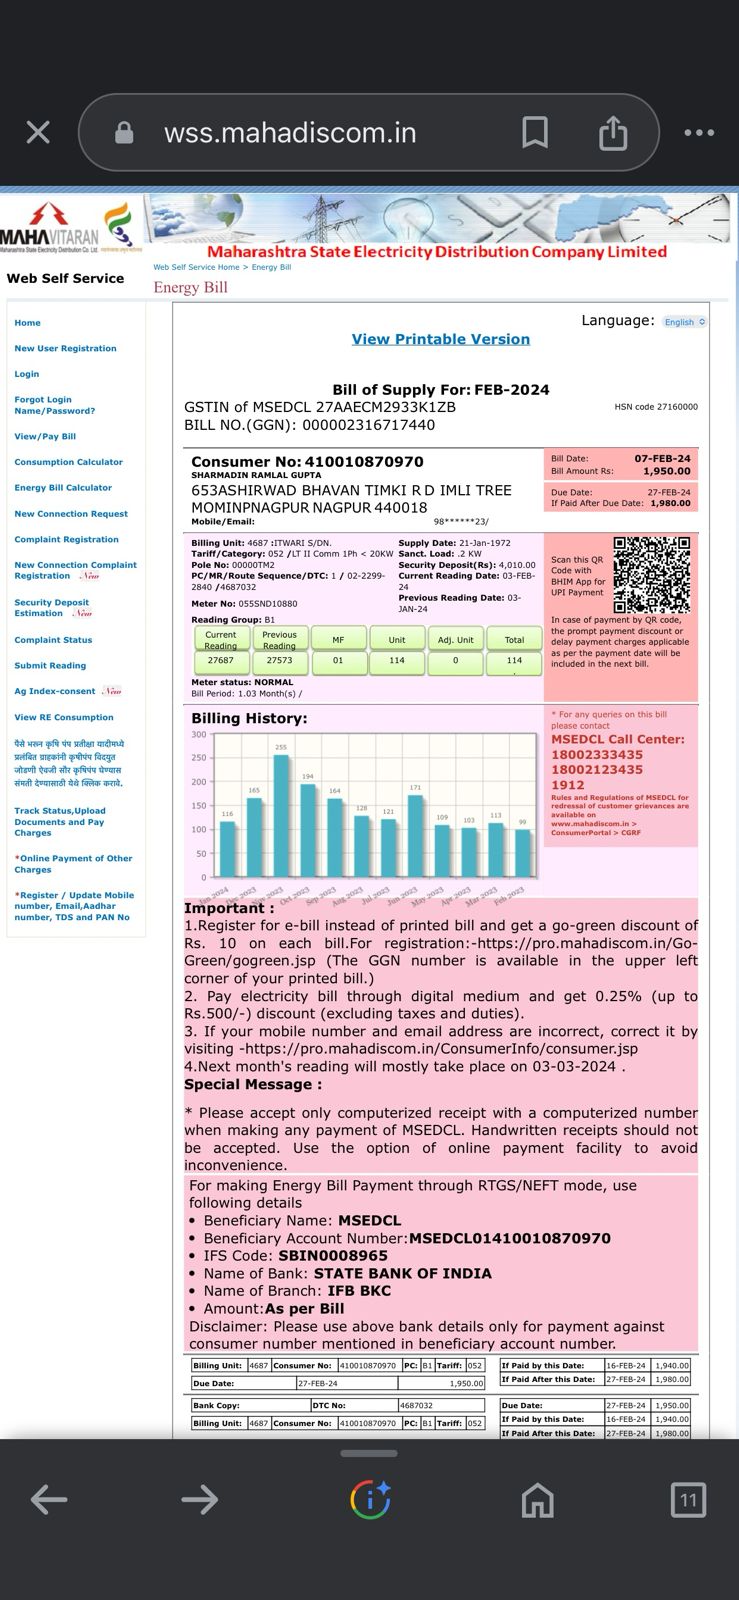 wss.mahadiscom.in
MAHAVITARAN
Maharashtra State Electricity Distribution Co. Ltd.
Maharashtra State Electricity Distribution Company Limited
Web Self Service
Web Self Service Home > Energy Bill
Energy Bill
Home
New User Registration
Login
Forgot Login
Name/Password?
View/Pay Bill
Consumption Calculator
Energy Bill Calculator
New Connection Request
Complaint Registration
New Connection Complaint
Registration New
Security Deposit
Estimation New
Complaint Status
Submit Reading
Ag Index-consent New
View RE Consumption
पैसे भरून कृषि पंप प्रतीक्षा यादीमध्ये
प्रलंबित ग्राहकांनी कृषीपंप विद्युत
जोडणी ऐवजी सौर कृषिपंप घेण्यास
संमती देण्यासाठी येथे क्लिक करावे.
Track Status,Upload
Documents and Pay
Charges
*Online Payment of Other
Charges
*Register / Update Mobile
number, Email,Aadhar
number, TDS and PAN No
Language: English
View Printable Version
Bill of Supply For: FEB-2024
GSTIN of MSEDCL 27AAECM2933K1ZB
HSN code 27160000
BILL NO.(GGN): 000002316717440
Consumer No: 410010870970
SHARMADIN RAMLAL GUPTA
653ASHIRWAD BHAVAN TIMKI R D IMLI TREE
MOMINPNAGPUR NAGPUR 440018
Mobile/Email: 98******23/
Bill Date: 07-FEB-24
Bill Amount Rs: 1,950.00
Due Date: 27-FEB-24
If Paid After Due Date: 1,980.00
Billing Unit: 4687 :ITWARI S/DN.
Tariff/Category: 052 /LT II Comm 1Ph < 20KW
Pole No: 00000TM2
PC/MR/Route Sequence/DTC: 1 / 02-2299-
2840 /4687032
Meter No: 055SND10880
Reading Group: B1
Supply Date: 21-Jan-1972
Sanct. Load: .2 KW
Security Deposit(Rs): 4,010.00
Current Reading Date: 03-FEB-
24
Previous Reading Date: 03-
JAN-24
Scan this QR
Code with
BHIM App for
UPI Payment
In case of payment by QR code,
the prompt payment discount or
delay payment charges applicable
as per the payment date will be
included in the next bill.
Current Reading Previous Reading MF Unit Adj. Unit Total
27687 27573 01 114 0 114
.
Meter status: NORMAL
Bill Period: 1.03 Month(s) /
Billing History:
300
250
200
150
100
50
0
116 165 255 194 164 128 121 171 109 103 113 99
Jan 2024 Dec 2023 Nov 2023 Oct 2023 Sep 2023 Aug 2023 Jul 2023 Jun 2023 May 2023 Apr 2023 Mar 2023 Feb 2023
* For any queries on this bill
please contact
MSEDCL Call Center:
18002333435
18002123435
1912
Rules and Regulations of MSEDCL for
redressal of customer grievances are
available on
www.mahadiscom.in >
ConsumerPortal > CGRF
Important :
1.Register for e-bill instead of printed bill and get a go-green discount of
Rs. 10 on each bill.For registration:-https://pro.mahadiscom.in/Go-
Green/gogreen.jsp (The GGN number is available in the upper left
corner of your printed bill.)
2. Pay electricity bill through digital medium and get 0.25% (up to
Rs.500/-) discount (excluding taxes and duties).
3. If your mobile number and email address are incorrect, correct it by
visiting -https://pro.mahadiscom.in/ConsumerInfo/consumer.jsp
4.Next month's reading will mostly take place on 03-03-2024 .
Special Message :
* Please accept only computerized receipt with a computerized number
when making any payment of MSEDCL. Handwritten receipts should not
be accepted. Use the option of online payment facility to avoid
inconvenience.
For making Energy Bill Payment through RTGS/NEFT mode, use
following details
• Beneficiary Name: MSEDCL
• Beneficiary Account Number:MSEDCL01410010870970
• IFS Code: SBIN0008965
• Name of Bank: STATE BANK OF INDIA
• Name of Branch: IFB BKC
• Amount:As per Bill
Disclaimer: Please use above bank details only for payment against
consumer number mentioned in beneficiary account number.
Billing Unit: 4687 Consumer No: 410010870970 PC: B1 Tariff: 052
Due Date: 27-FEB-24 1,950.00
If Paid by this Date: 16-FEB-24 1,940.00
If Paid After this Date: 27-FEB-24 1,980.00
Bank Copy: DTC No: 4687032
Billing Unit: 4687 Consumer No: 410010870970 PC: B1 Tariff: 052
Due Date: 27-FEB-24 1,950.00
If Paid by this Date: 16-FEB-24 1,940.00
If Paid After this Date: 27-FEB-24 1,980.00
11